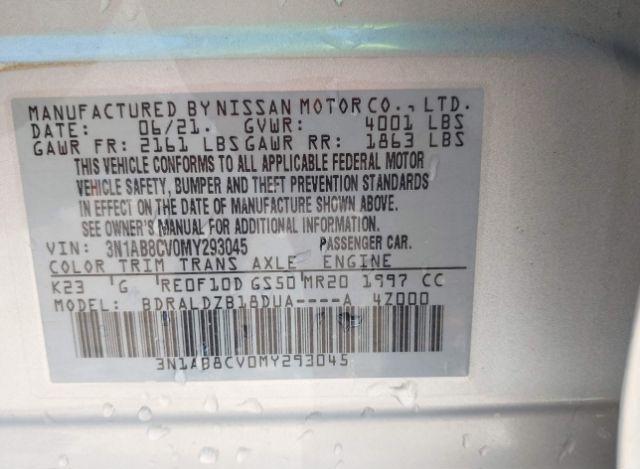 MANUFACTURED BY NISSAN MOTOR CO., LTD.
DATE: 06/21. GVWR: 4001 LBS
GAWR FR: 2161 LBS GAWR RR: 1863 LBS
THIS VEHICLE CONFORMS TO ALL APPLICABLE FEDERAL MOTOR
VEHICLE SAFETY, BUMPER AND THEFT PREVENTION STANDARDS
IN EFFECT ON THE DATE OF MANUFACTURE SHOWN ABOVE.
SEE OWNER'S MANUAL FOR ADDITIONAL INFORMATION.
VIN: 3N1AB8CV0MY293045 PASSENGER CAR.
COLOR TRIM TRANS AXLE ENGINE
K23 G RE0F10D GS50 MR20 1997 CC
MODEL: BDRALDZB18DUA----A 4Z000
3N1AB8CV0MY293045